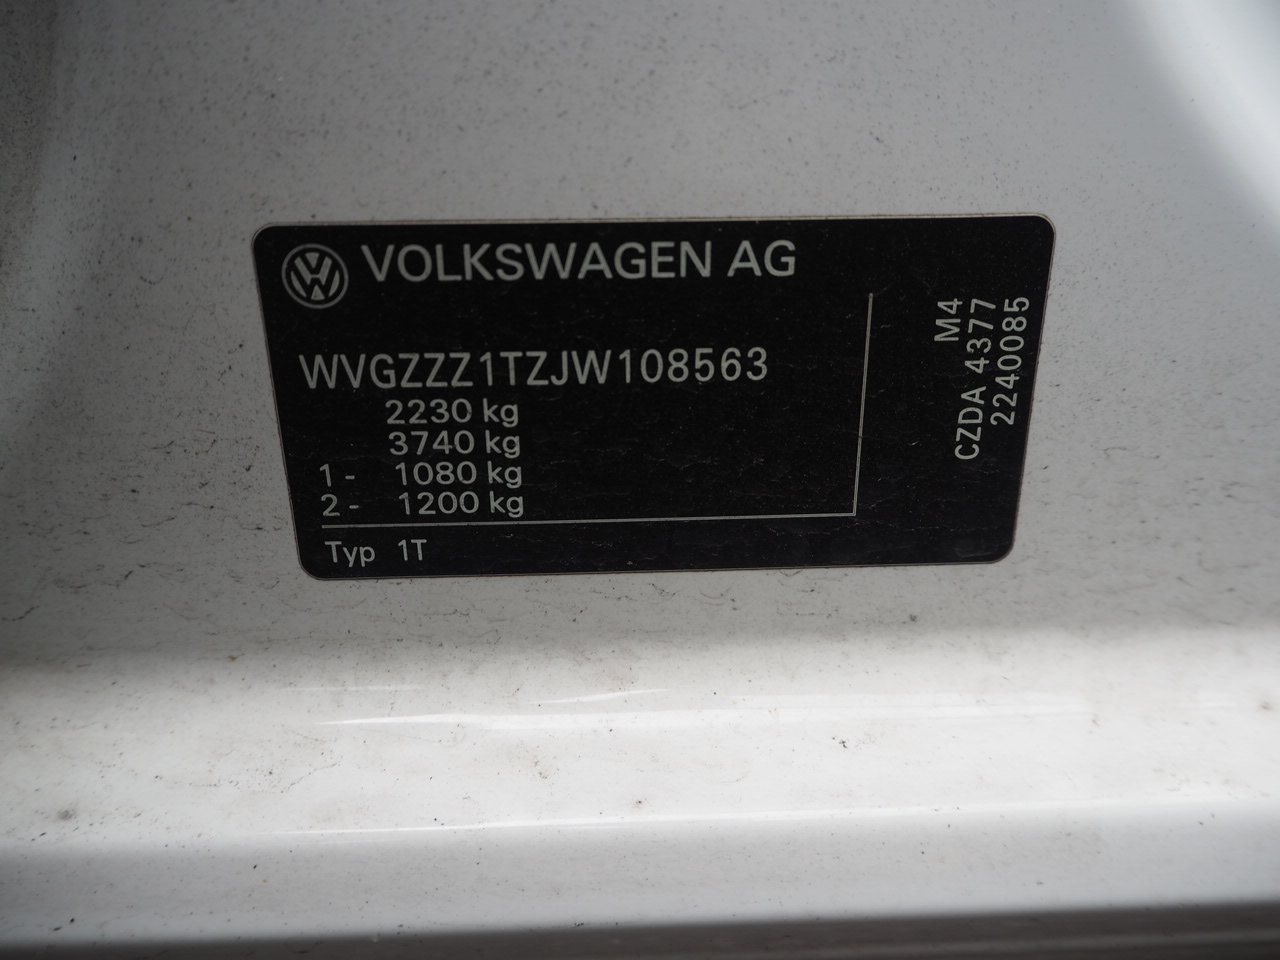 VOLKSWAGEN AG
WVGZZZ1TZJW108563
2230 kg
3740 kg
1 - 1080 kg
2 - 1200 kg
Typ 1T
M4
CZDA 4377
2240085